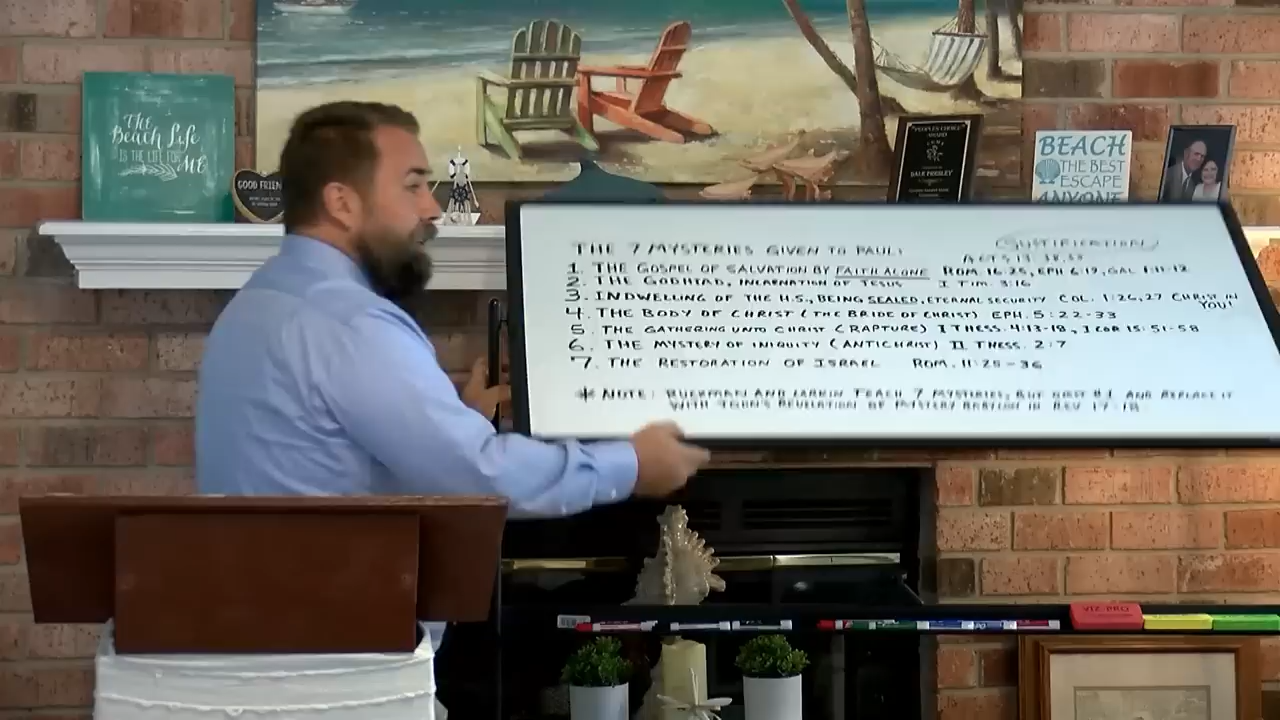 The
Beach Life
IS THE LIFE FOR
ME
GOOD FRIEN
"PEOPLE'S CHOICE"
AWARD
BEACH
THE BEST
ESCAPE
ANYONE
THE 7 MYSTERIES GIVEN TO PAUL:
JUSTIFICATION
ACTS 13:38,39
1. THE GOSPEL OF SALVATION BY FAITH ALONE ROM. 16:25, EPH 6:19, GAL 1:11-12
2. THE GODHEAD, INCARNATION OF JESUS I TIM. 3:16
3. INDWELLING OF THE H.S., BEING SEALED, ETERNAL SECURITY COL. 1:26,27 CHRIST IN YOU!
4. THE BODY OF CHRIST (THE BRIDE OF CHRIST) EPH. 5:22-33
5. THE GATHERING UNTO CHRIST (RAPTURE) I THESS. 4:13-18, I COR 15:51-58
6. THE MYSTERY OF INIQUITY (ANTICHRIST) II THESS. 2:7
7. THE RESTORATION OF ISRAEL ROM. 11:25-36
* NOTE: RUCKMAN AND LARKIN TEACH 7 MYSTERIES, BUT #1 AND REPLACE IT
WITH JOHN'S REVELATION OF MYSTERY BABYLON IN REV 17-18
VIZ-PRO